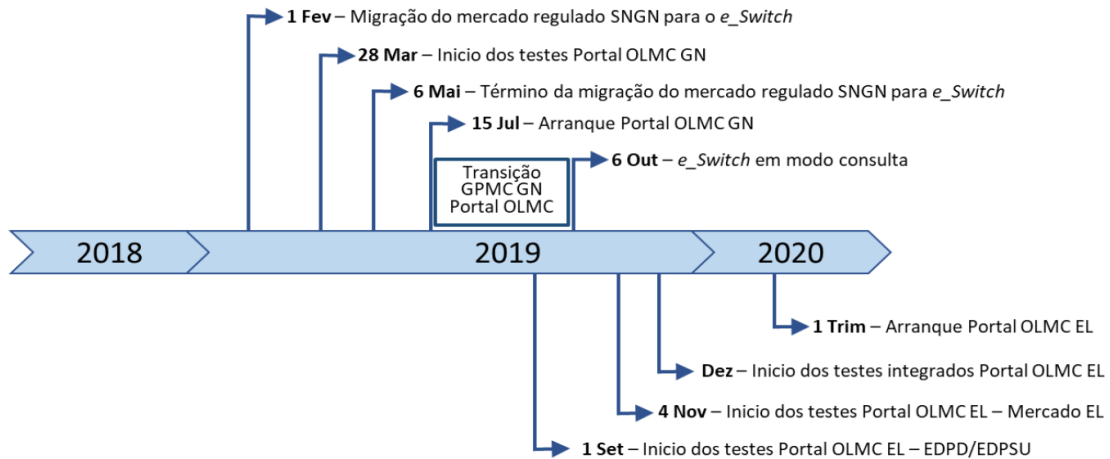 1 Fev – Migração do mercado regulado SNGN para o e_Switch
28 Mar – Inicio dos testes Portal OLMC GN
6 Mai – Término da migração do mercado regulado SNGN para e_Switch
15 Jul – Arranque Portal OLMC GN
6 Out – e_Switch em modo consulta
Transição
GPMC GN
Portal OLMC
2018
2019
2020
1 Trim – Arranque Portal OLMC EL
Dez – Inicio dos testes integrados Portal OLMC EL
4 Nov – Inicio dos testes Portal OLMC EL – Mercado EL
1 Set – Inicio dos testes Portal OLMC EL – EDPD/EDPSU